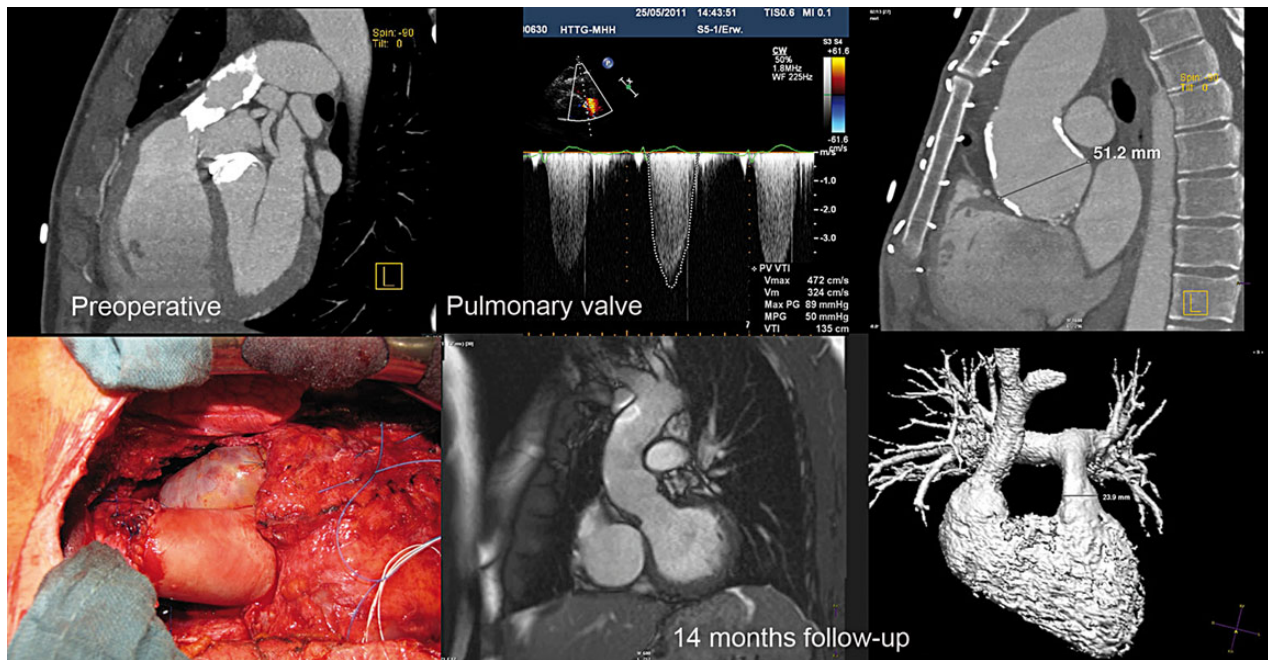 Spin: -90
Tilt: 0
L
Preoperative
25/05/2011 14:43:51 TIS0.6 MI 0.1
00630 HTTG-MHH S5-1/Erw.
CW
50%
1.8MHz
WF 225Hz
S3 S4
+61.6
-61.6
cm/s
m/s
-1.0
-2.0
-3.0
PV VTI
Vmax 472 cm/s
Vm 324 cm/s
Max PG 89 mmHg
MPG 50 mmHg
VTI 135 cm
Pulmonary valve
Tilt: 0
51.2 mm
L
23.9 mm
14 months follow-up